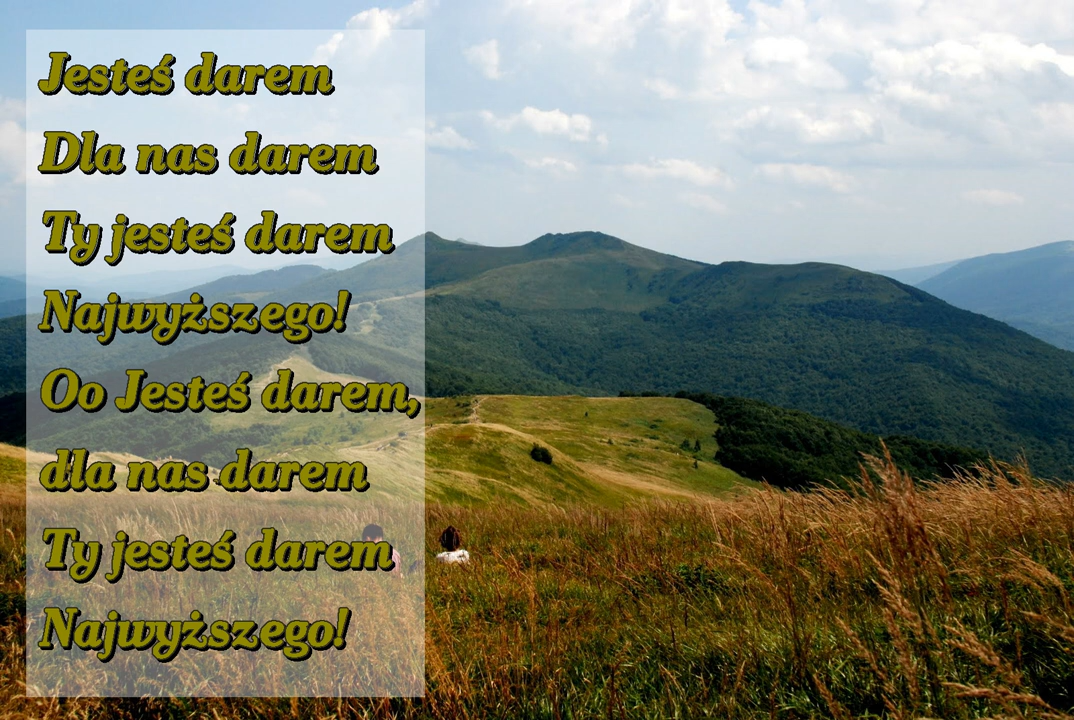 Jesteś darem
Dla nas darem
Ty jesteś darem
Najwyższego!
Oo Jesteś darem,
dla nas darem
Ty jesteś darem
Najwyższego!